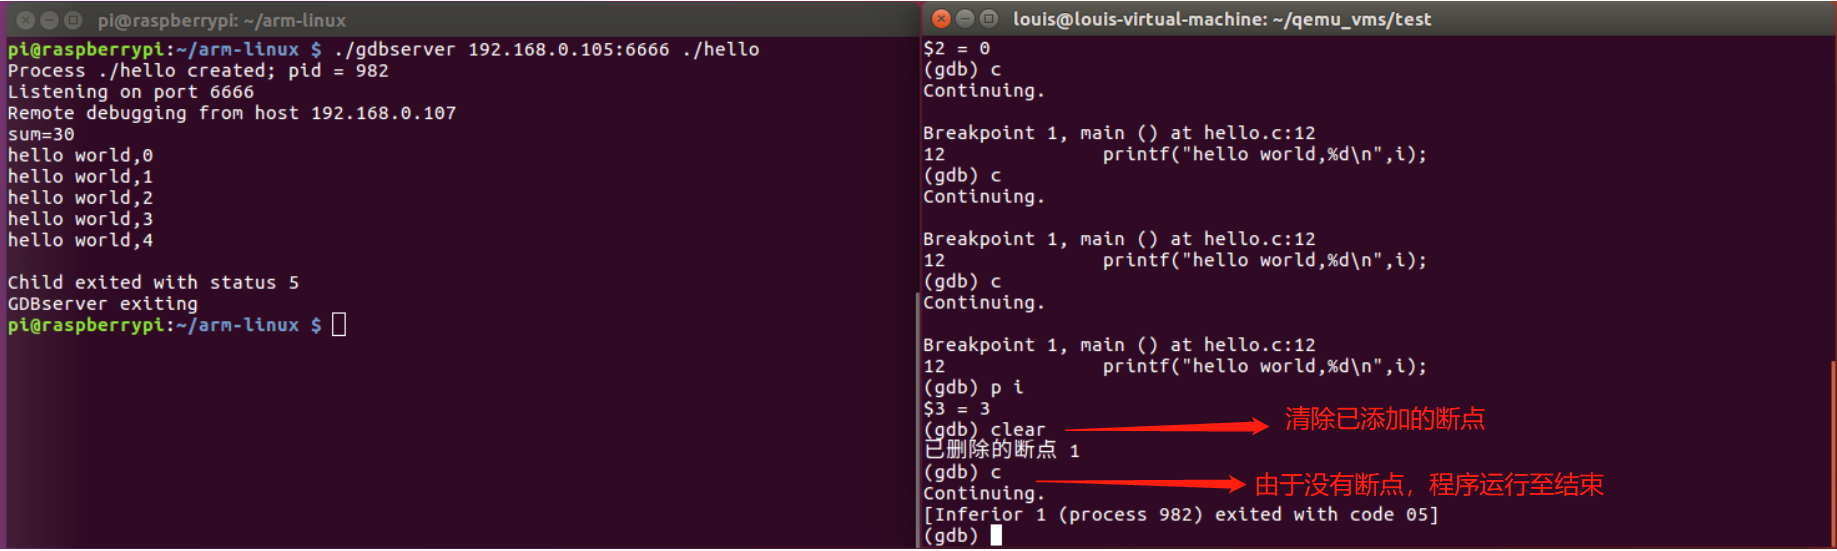 pi@raspberrypi: ~/arm-linux
pi@raspberrypi:~/arm-linux $ ./gdbserver 192.168.0.105:6666 ./hello
Process ./hello created; pid = 982
Listening on port 6666
Remote debugging from host 192.168.0.107
sum=30
hello world,0
hello world,1
hello world,2
hello world,3
hello world,4
Child exited with status 5
GDBserver exiting
pi@raspberrypi:~/arm-linux $
louis@louis-virtual-machine: ~/qemu_vms/test
$2 = 0
(gdb) c
Continuing.
Breakpoint 1, main () at hello.c:12
12 printf("hello world,%d\n",i);
(gdb) c
Continuing.
Breakpoint 1, main () at hello.c:12
12 printf("hello world,%d\n",i);
(gdb) c
Continuing.
Breakpoint 1, main () at hello.c:12
12 printf("hello world,%d\n",i);
(gdb) p i
$3 = 3
(gdb) clear
清除已添加的断点
已删除的断点 1
(gdb) c
由于没有断点，程序运行至结束
Continuing.
[Inferior 1 (process 982) exited with code 05]
(gdb)